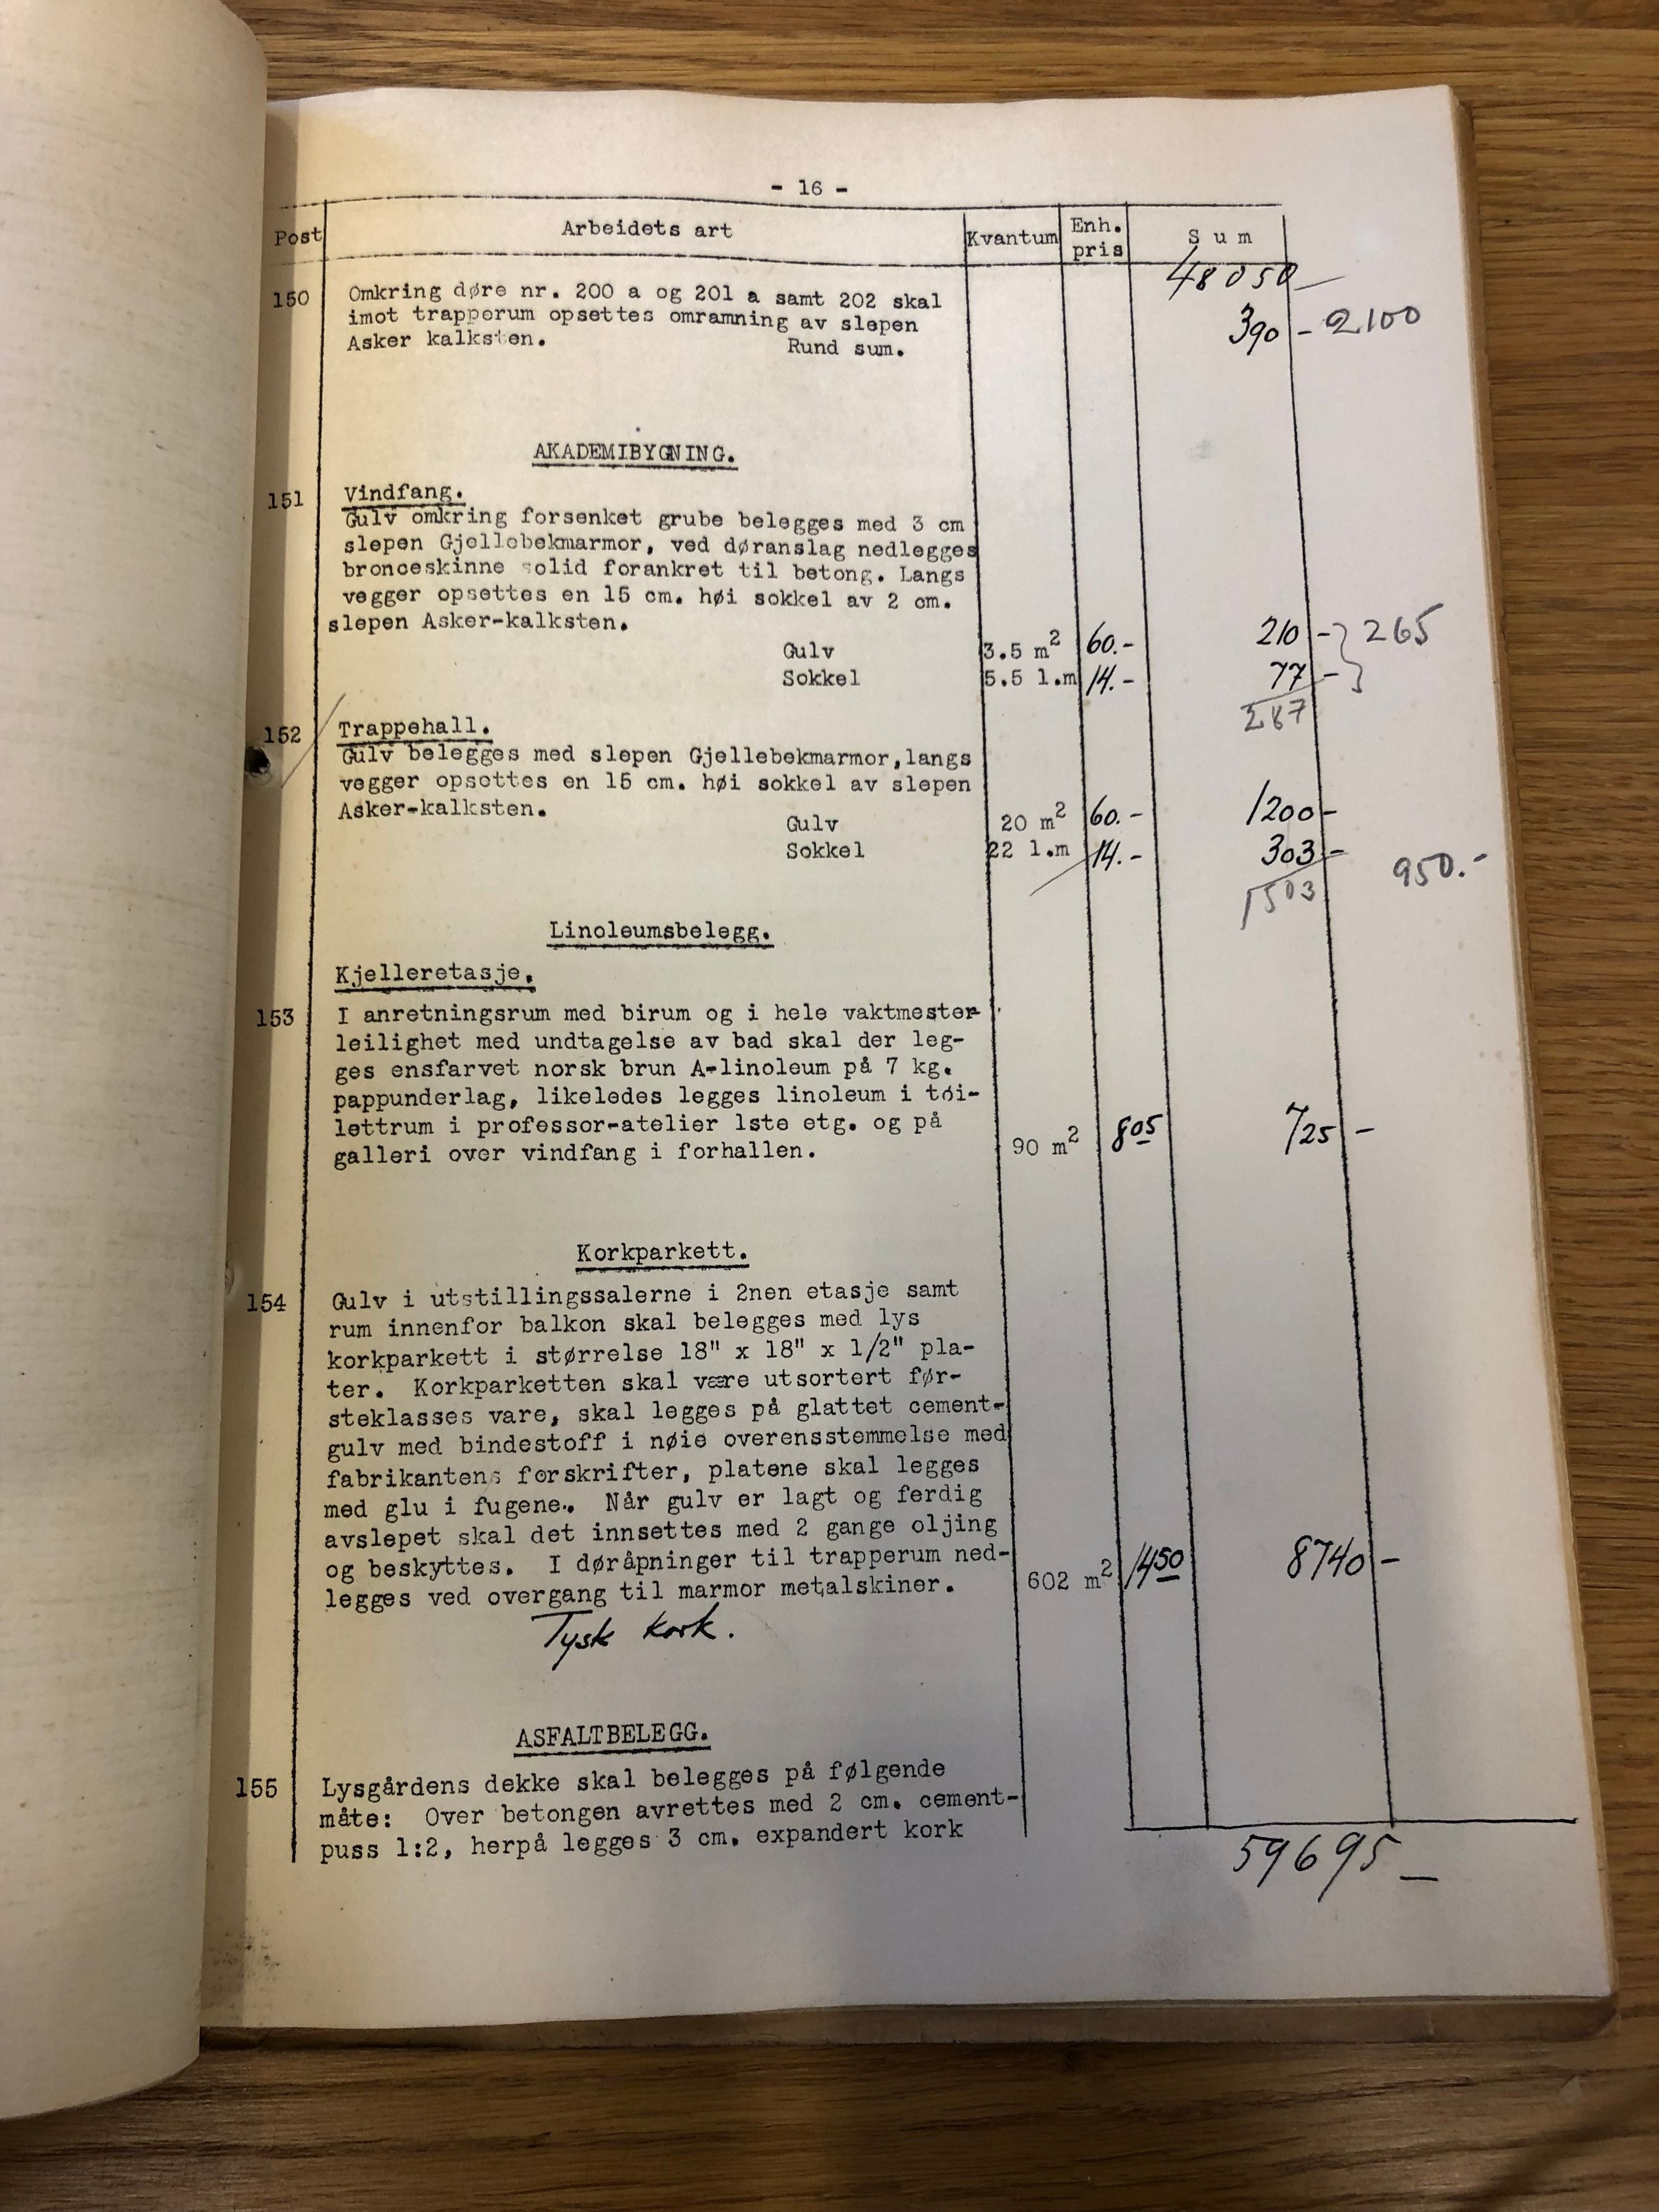 - 16 -
Post Arbeidets art Kvantum Enh. pris Sum
48050 -
150 Omkring døre nr. 200 a og 201 a samt 202 skal
imot trapperum opsettes omramning av slepen 390 - 2100
Asker kalksten. Rund sum.
AKADEMIBYGNING.
151 Vindfang.
Gulv omkring forsenket grube belegges med 3 cm
slepen Gjellebekmarmor, ved døranslag nedlegges
bronceskinne solid forankret til betong. Langs
vegger opsettes en 15 cm. høi sokkel av 2 cm.
slepen Asker-kalksten.
Gulv 3.5 m2 60.- 210 - } 265
Sokkel 5.5 l.m 14.- 77 -
287
152 Trappehall.
Gulv belegges med slepen Gjellebekmarmor,langs
vegger opsettes en 15 cm. høi sokkel av slepen
Asker-kalksten.
Gulv 20 m2 60.- 1200 -
Sokkel 22 l.m 14.- 303 - 950.-
1503
Linoleumsbelegg.
Kjelleretasje.
153 I anretningsrum med birum og i hele vaktmester-
leilighet med undtagelse av bad skal der leg-
ges ensfarvet norsk brun A-linoleum på 7 kg.
pappunderlag, likeledes legges linoleum i toi-
lettrum i professor-atelier 1ste etg. og på
galleri over vindfang i forhallen. 90 m2 805 725 -
Korkparkett.
154 Gulv i utstillingssalerne i 2nen etasje samt
rum innenfor balkon skal belegges med lys
korkparkett i størrelse 18" x 18" x 1/2" pla-
ter. Korkparketten skal være utsortert før-
steklasses vare, skal legges på glattet cement-
gulv med bindestoff i nøie overensstemmelse med
fabrikantens forskrifter, platene skal legges
med glu i fugene. Når gulv er lagt og ferdig
avslepet skal det innsettes med 2 gange oljing
og beskyttes. I døråpninger til trapperum ned-
legges ved overgang til marmor metalskiner. 602 m2 1450 8740 -
Tysk kork.
ASFALTBELEGG.
155 Lysgårdens dekke skal belegges på følgende
måte: Over betongen avrettes med 2 cm. cement-
puss 1:2, herpå legges 3 cm. expandert kork
59695 -